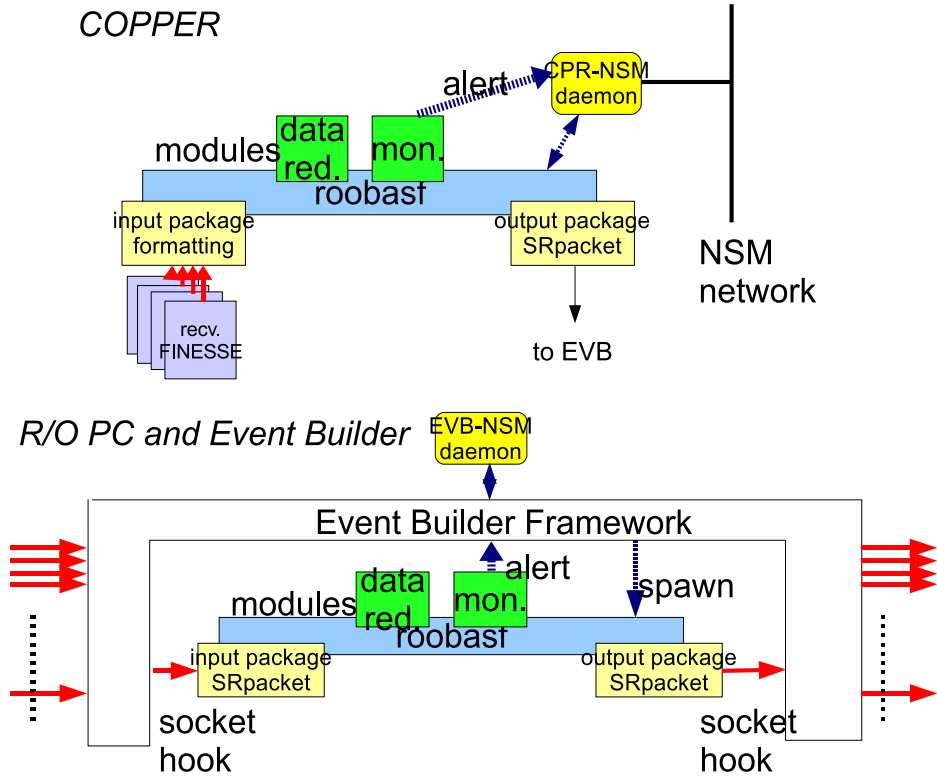 COPPER
CPR-NSM
daemon
alert
data
red.
mon.
modules
roobasf
input package
formatting
output package
SRpacket
NSM
network
recv.
FINESSE
to EVB
R/O PC and Event Builder
EVB-NSM
daemon
Event Builder Framework
alert
data
red.
mon.
spawn
modules
roobasf
input package
SRpacket
output package
SRpacket
socket
hook
socket
hook